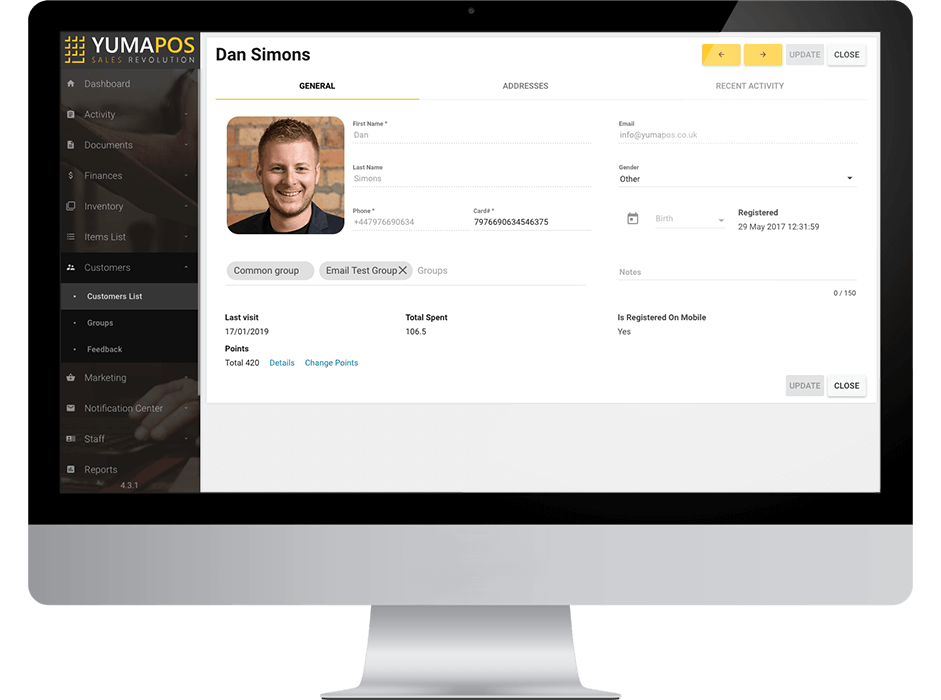 YUMAPOS
SALES REVOLUTION
Dashboard
Activity
Documents
Finances
Inventory
Items List
Customers
Customers List
Groups
Feedback
Marketing
Notification Center
Staff
Reports
4.3.1
Dan Simons
UPDATE CLOSE
GENERAL ADDRESSES RECENT ACTIVITY
First Name *
Dan
Email
info@yumapos.co.uk
Last Name
Simons
Gender
Other
Phone * Card# *
+447976690634 7976690634546375
Birth
Registered
29 May 2017 12:31:59
Common group Email Test Group Groups
Notes
0 / 150
Last visit Total Spent Is Registered On Mobile
17/01/2019 106.5 Yes
Points
Total 420 Details Change Points
UPDATE CLOSE